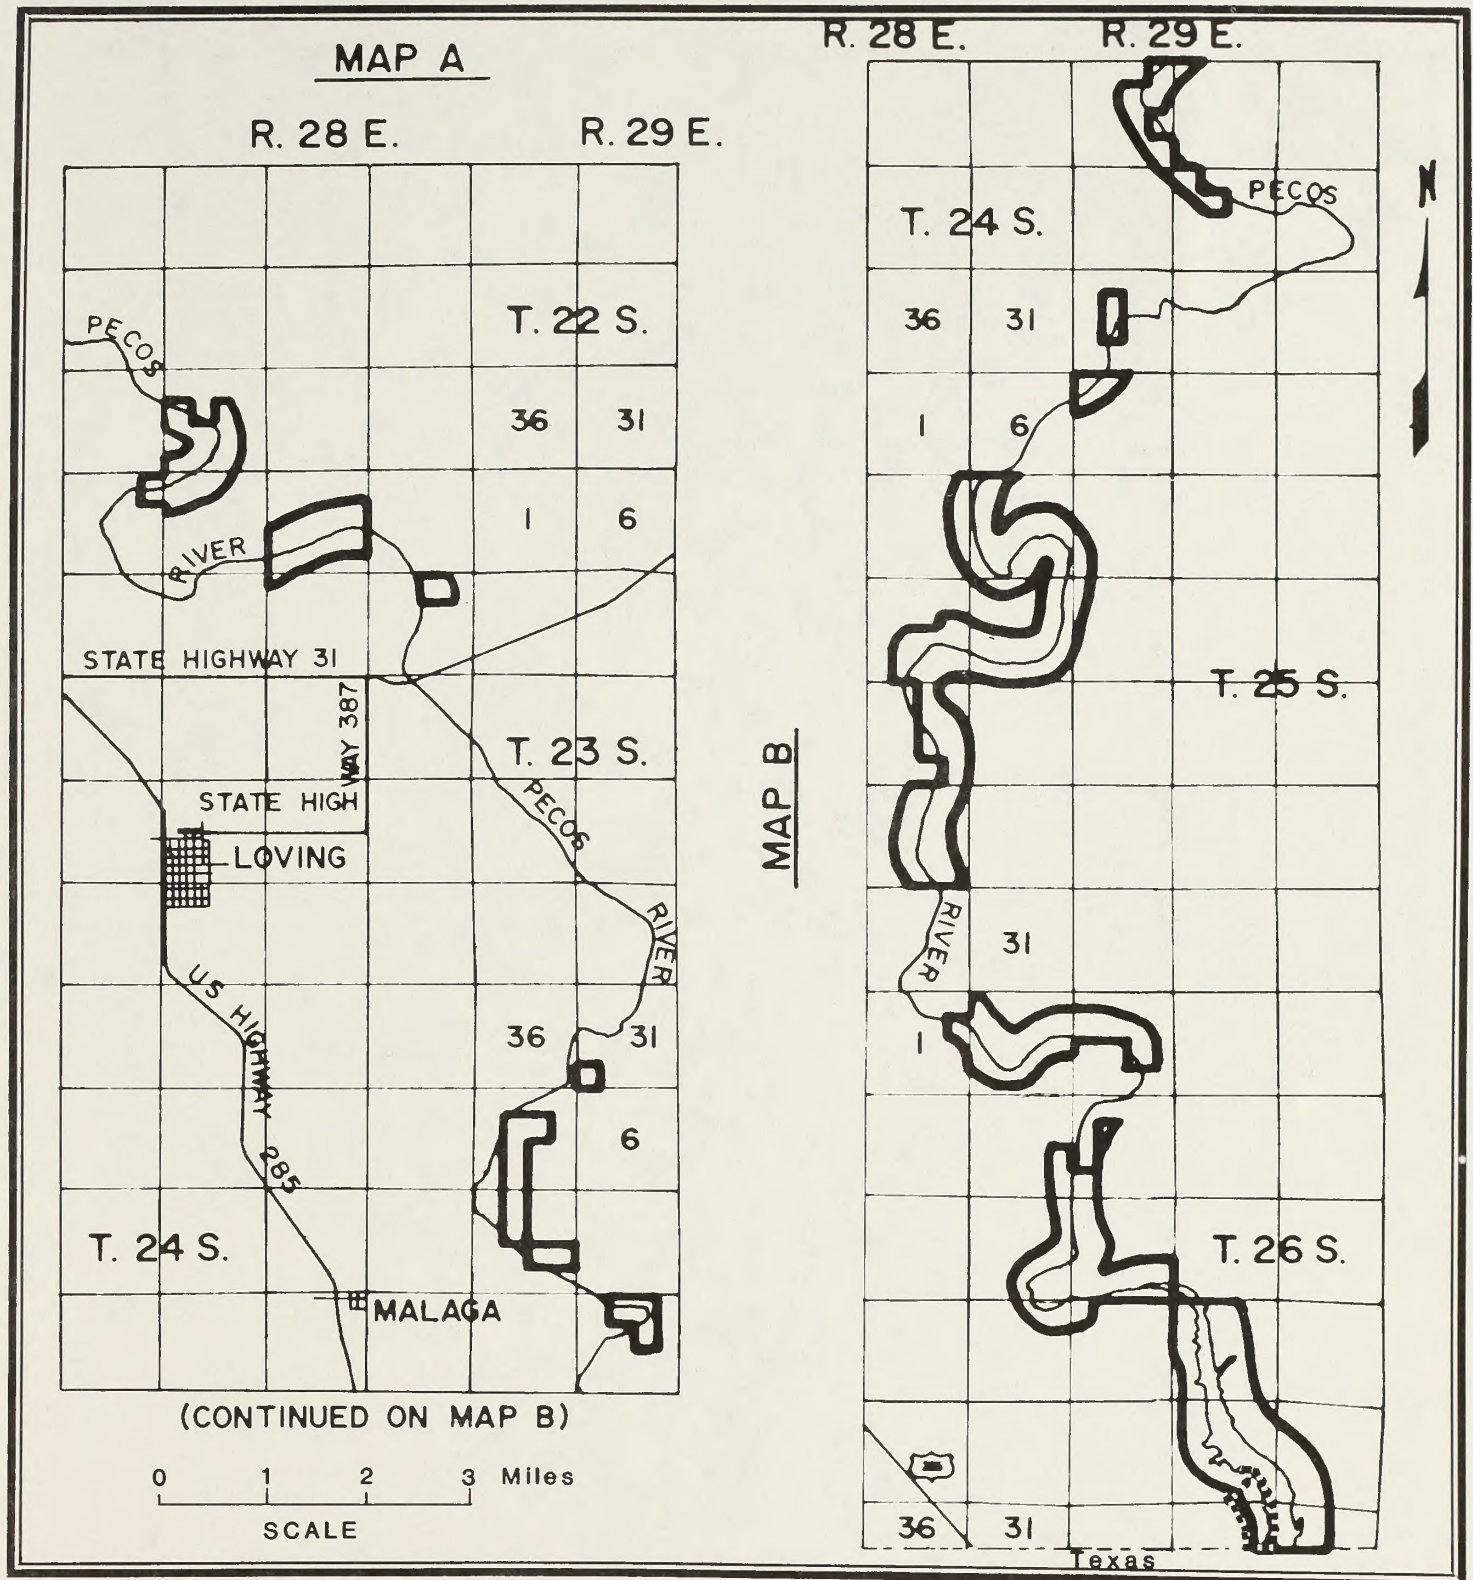 MAP A
R. 28 E. R. 29 E.
T. 22 S.
PECOS
36 31
1 6
RIVER
STATE HIGHWAY 31
WAY 387
T. 23 S.
STATE HIGH
PECOS
LOVING
RIVER
US HIGHWAY 285
36 31
6
T. 24 S.
MALAGA
(CONTINUED ON MAP B)
0 1 2 3 Miles
SCALE
MAP B
R. 28 E. R. 29 E.
N
PECOS
T. 24 S.
36 31
1 6
T. 25 S.
RIVER
31
1
T. 26 S.
36 31
Texas